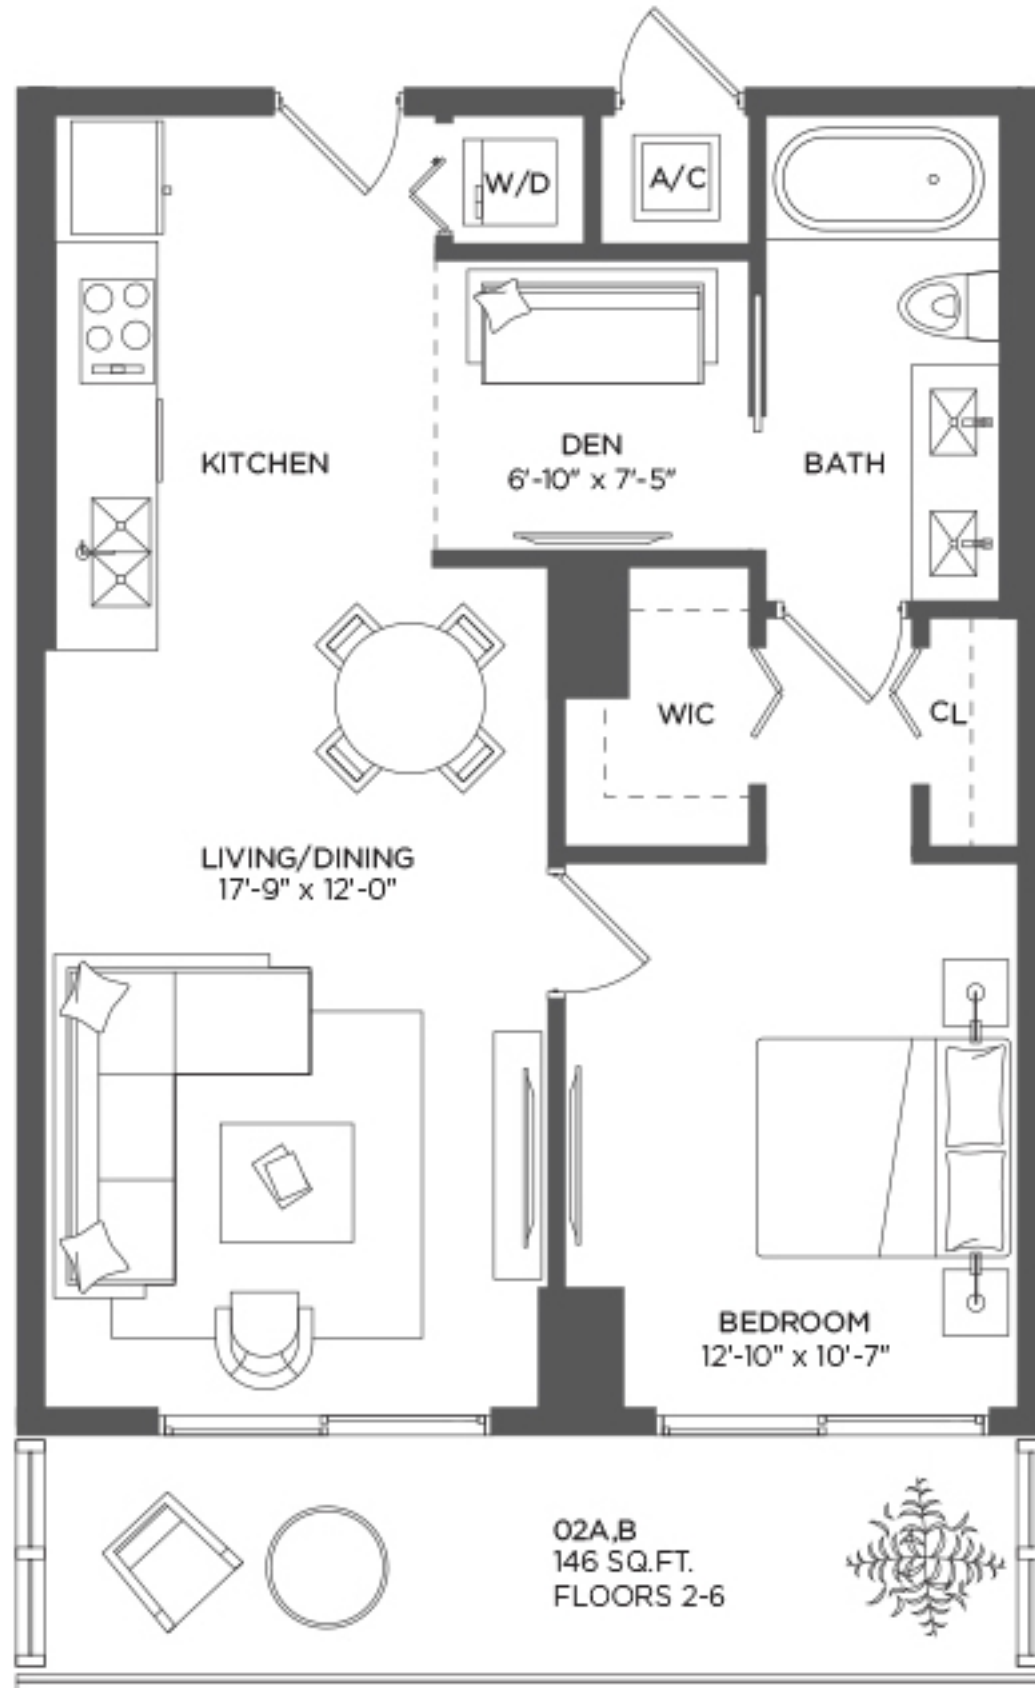 W/D
A/C
KITCHEN
DEN
6'-10" x 7'-5"
BATH
WIC
CL
LIVING/DINING
17'-9" x 12'-0"
BEDROOM
12'-10" x 10'-7"
02A,B
146 SQ.FT.
FLOORS 2-6